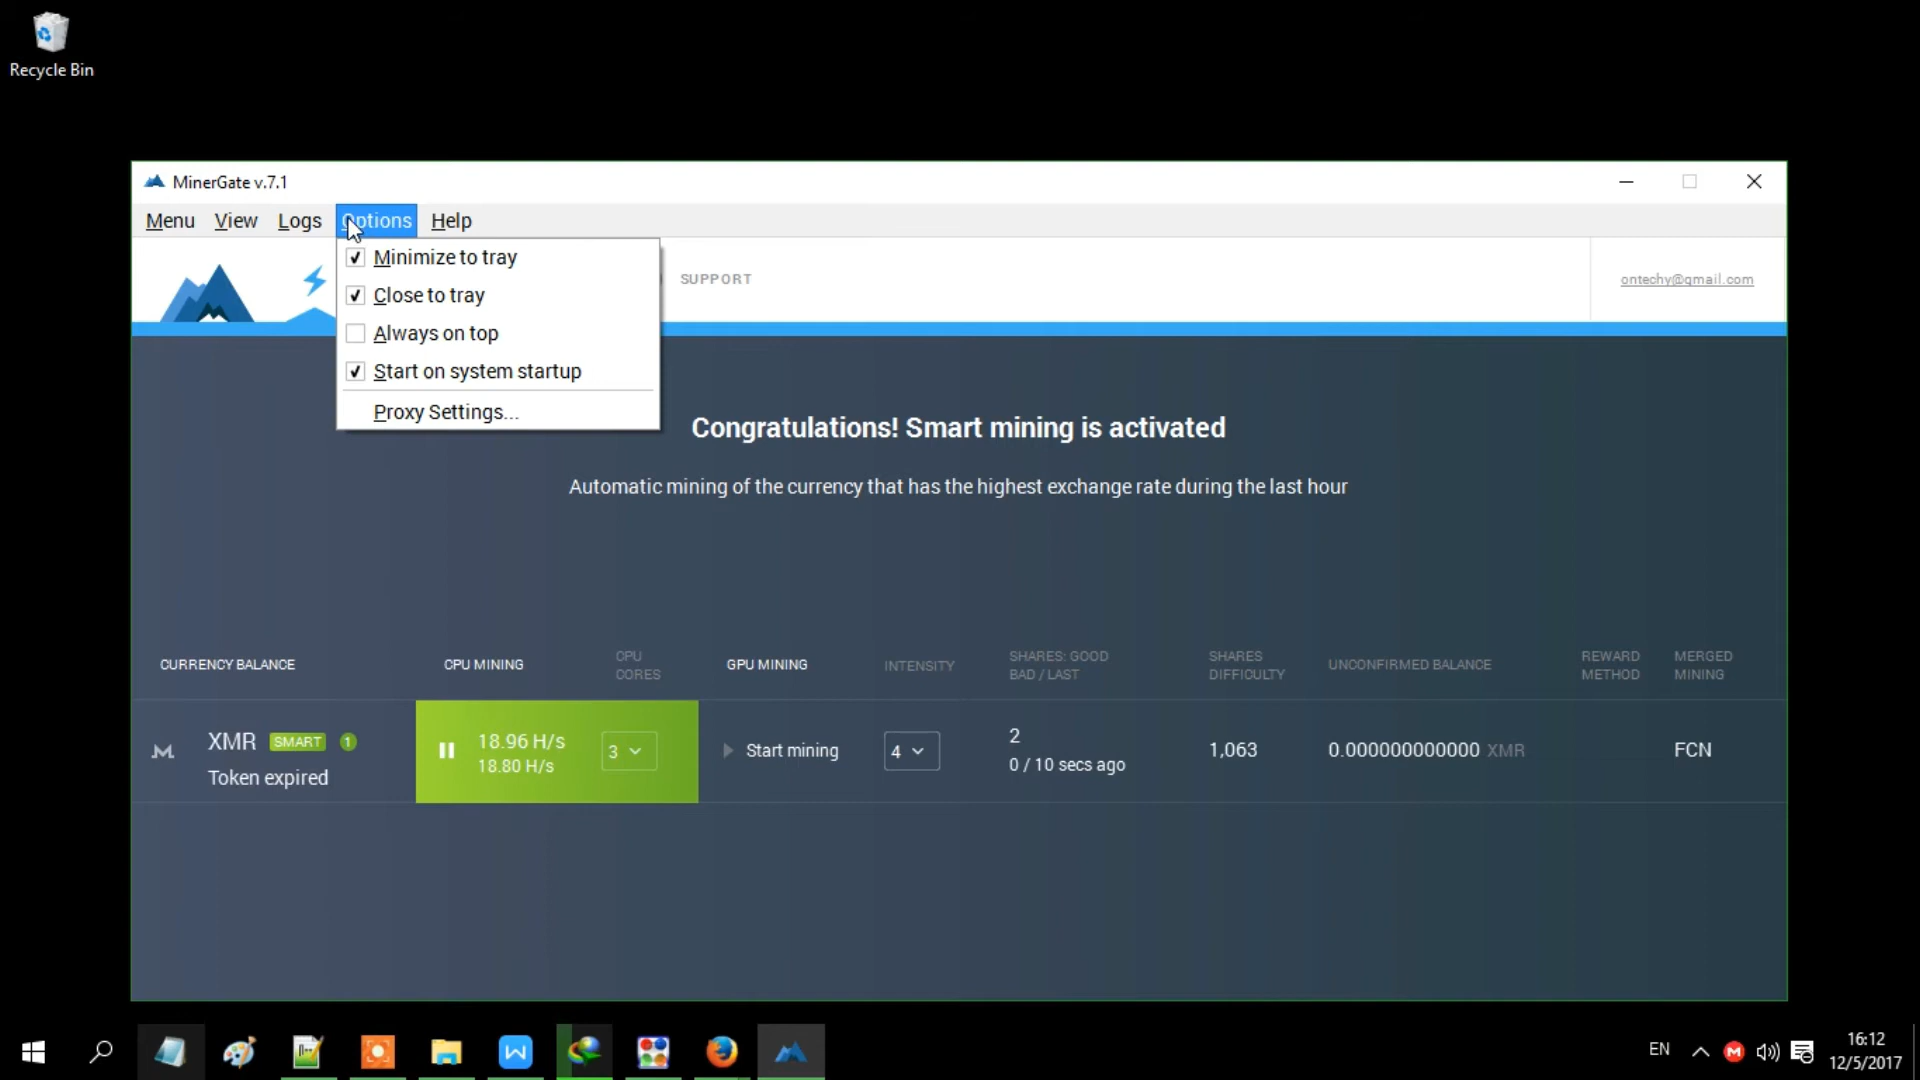 Recycle Bin
MinerGate v.7.1
Menu View Logs Options Help
Minimize to tray
Close to tray
Always on top
Start on system startup
Proxy Settings...
SUPPORT
ontechy@gmail.com
Congratulations! Smart mining is activated
Automatic mining of the currency that has the highest exchange rate during the last hour
CURRENCY BALANCE
CPU MINING
CPU
CORES
GPU MINING
INTENSITY
SHARES: GOOD
BAD / LAST
SHARES
DIFFICULTY
UNCONFIRMED BALANCE
REWARD
METHOD
MERGED
MINING
XMR SMART 1
Token expired
18.96 H/s
18.80 H/s
3
Start mining
4
2
0 / 10 secs ago
1,063
0.000000000000 XMR
FCN
EN
16:12
12/5/2017